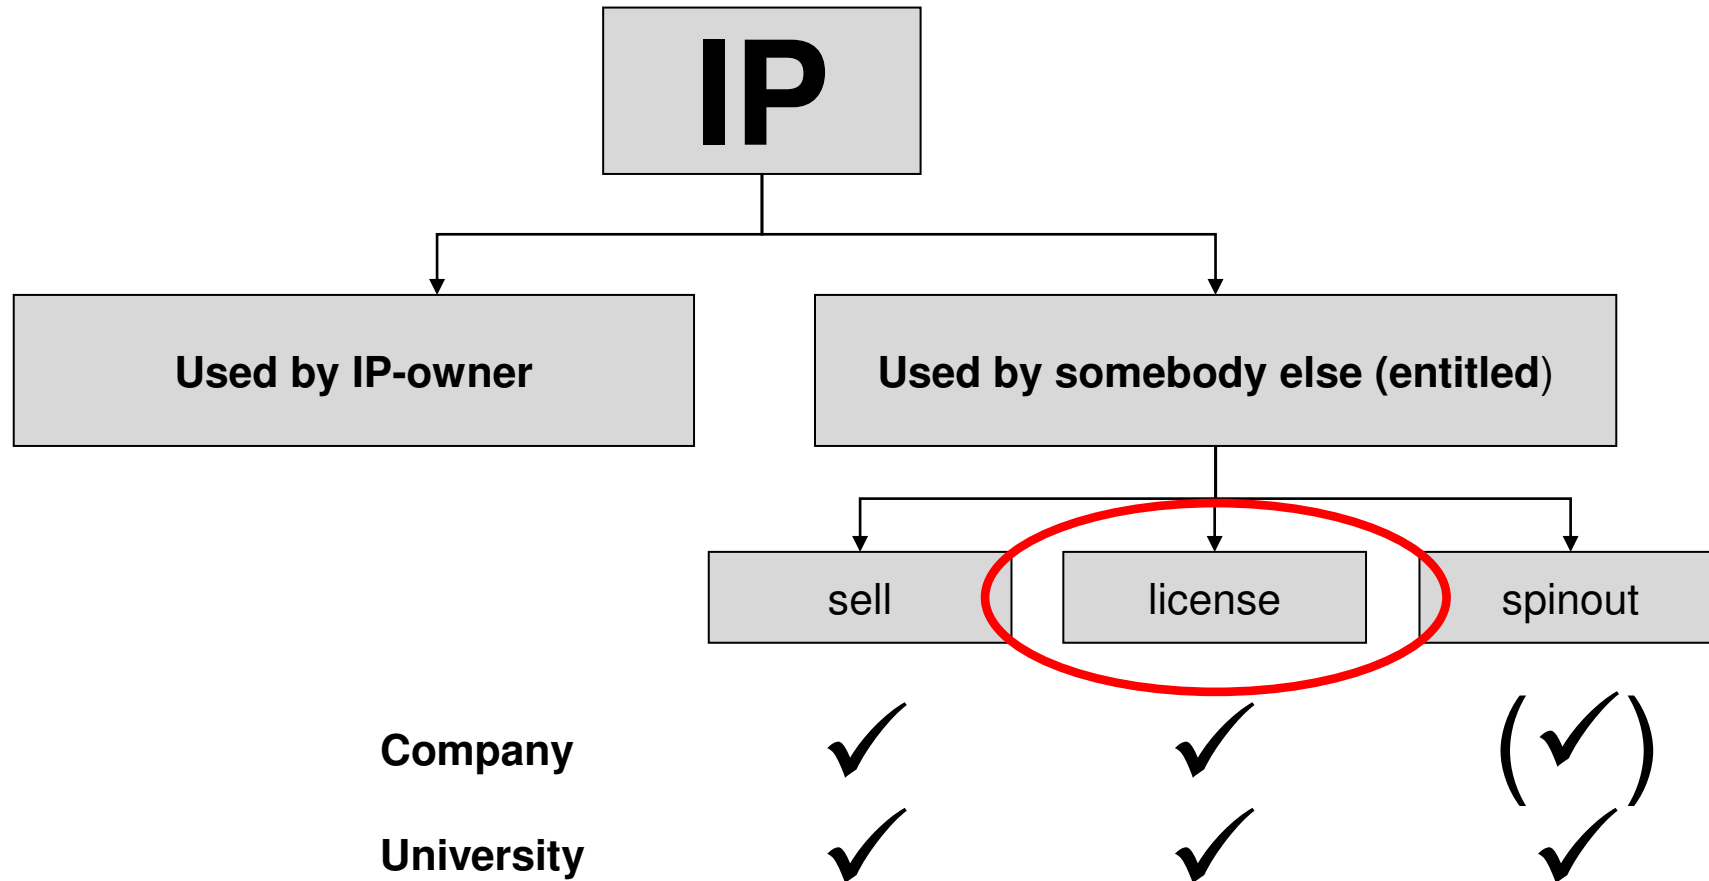 IP
Used by IP-owner
Used by somebody else (entitled)
sell
license
spinout
Company ✓ ✓ (✓)
University ✓ ✓ ✓